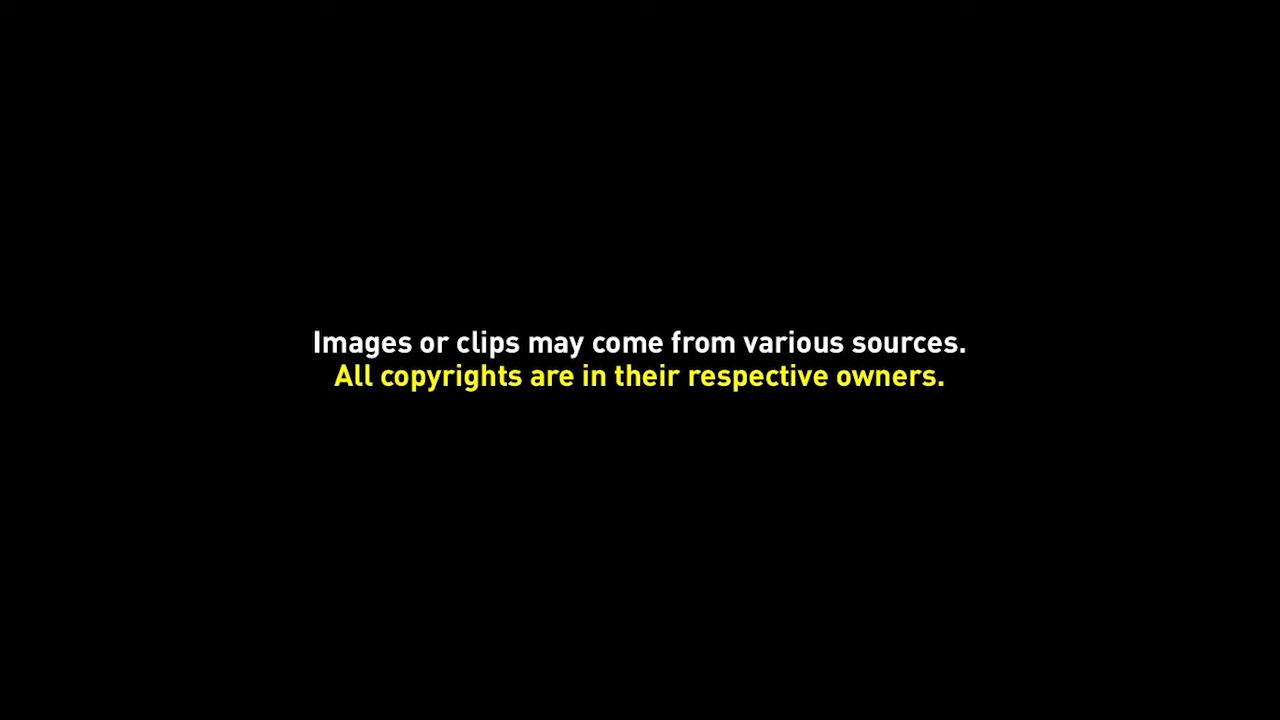 Images or clips may come from various sources.
All copyrights are in their respective owners.